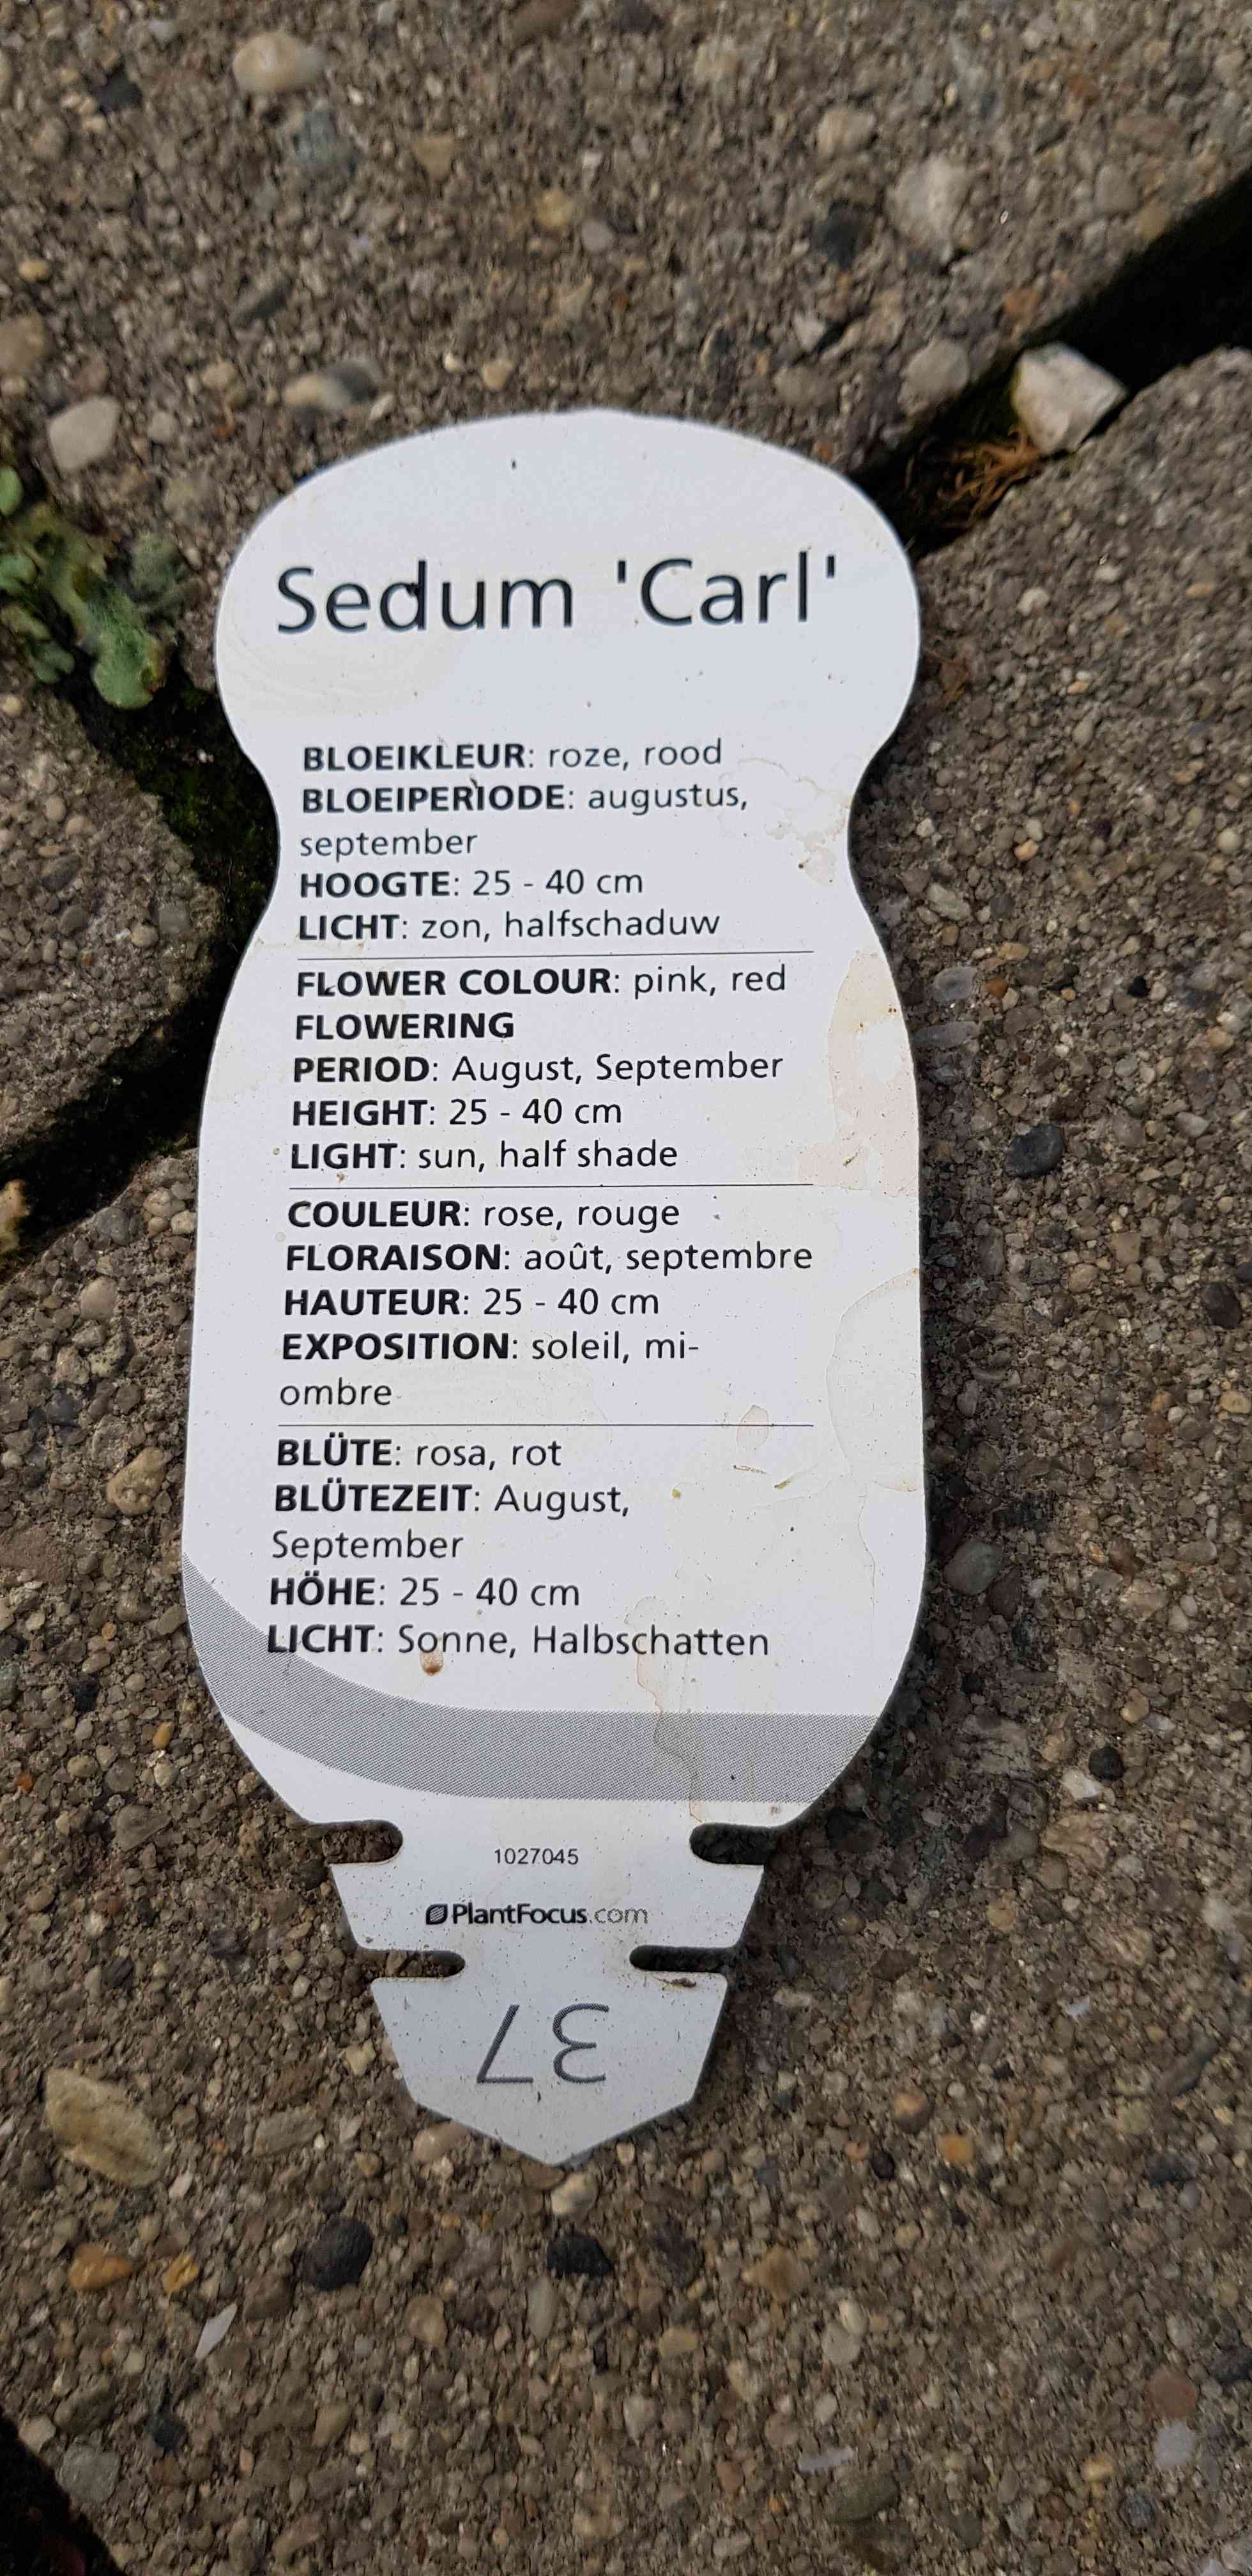 Sedum 'Carl'
BLOEIKLEUR: roze, rood
BLOEIPERIODE: augustus,
september
HOOGTE: 25 - 40 cm
LICHT: zon, halfschaduw
FLOWER COLOUR: pink, red
FLOWERING
PERIOD: August, September
HEIGHT: 25 - 40 cm
LIGHT: sun, half shade
COULEUR: rose, rouge
FLORAISON: août, septembre
HAUTEUR: 25 - 40 cm
EXPOSITION: soleil, mi-
ombre
BLÜTE: rosa, rot
BLÜTEZEIT: August,
September
HÖHE: 25 - 40 cm
LICHT: Sonne, Halbschatten
1027045
PlantFocus.com
37